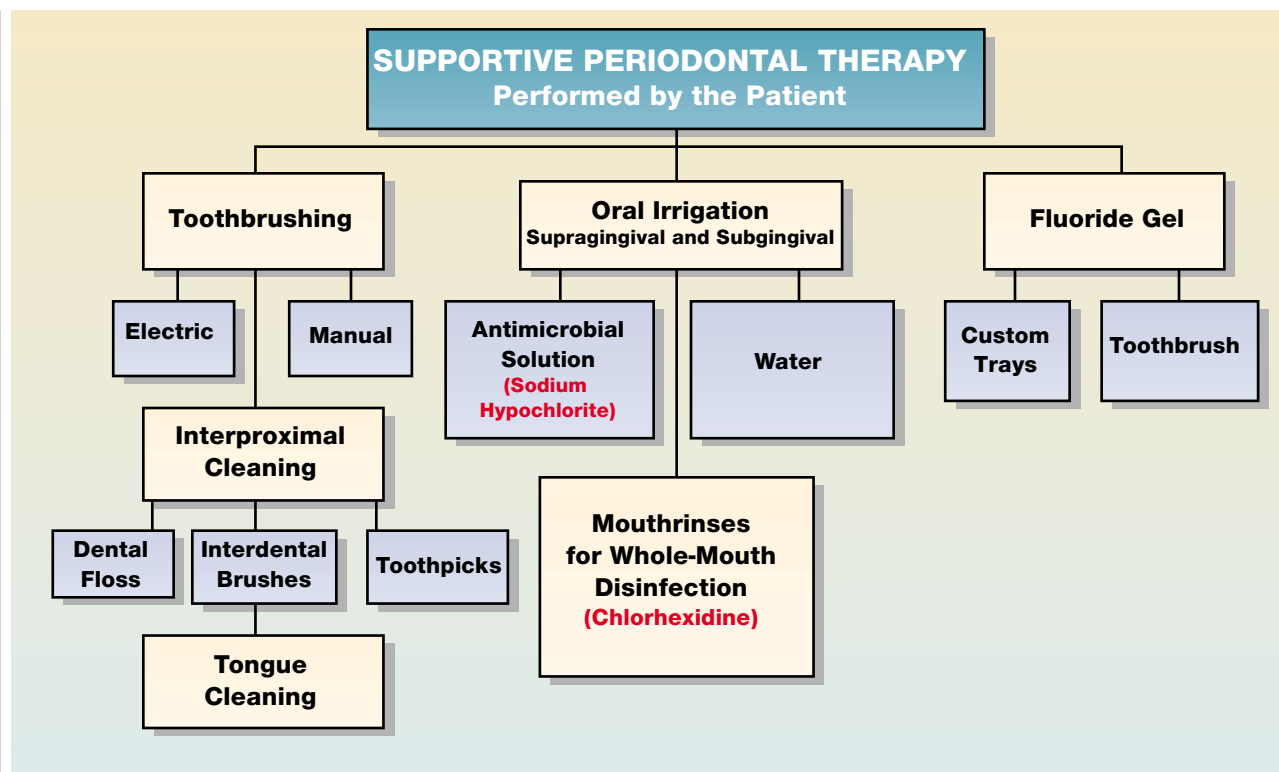 SUPPORTIVE PERIODONTAL THERAPY
Performed by the Patient
Toothbrushing
Electric
Manual
Interproximal
Cleaning
Dental
Floss
Interdental
Brushes
Toothpicks
Tongue
Cleaning
Oral Irrigation
Supragingival and Subgingival
Antimicrobial
Solution
(Sodium
Hypochlorite)
Water
Mouthrinses
for Whole-Mouth
Disinfection
(Chlorhexidine)
Fluoride Gel
Custom
Trays
Toothbrush